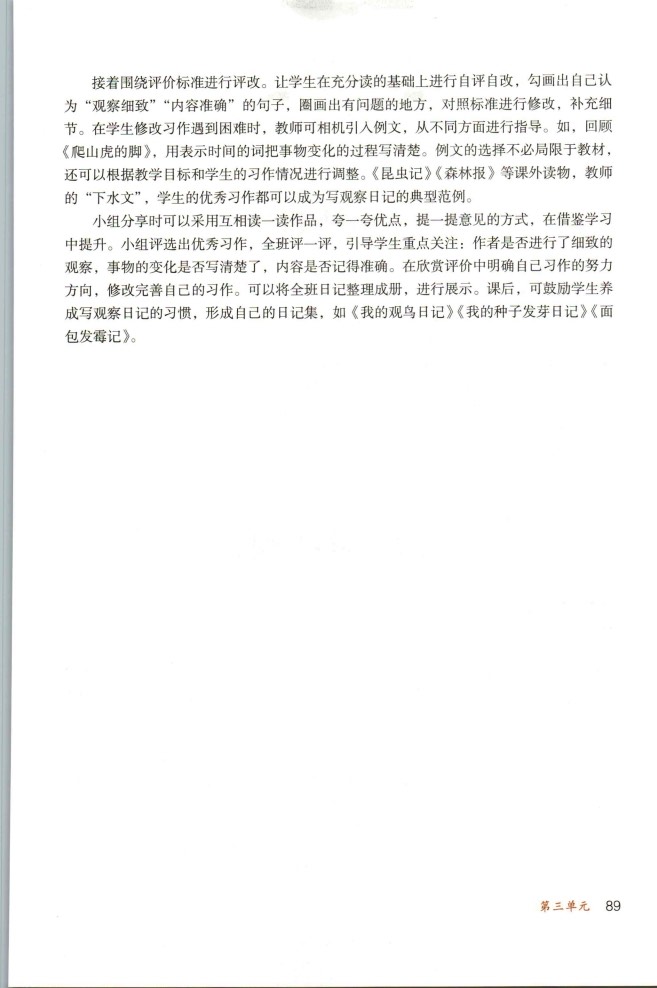 接着围绕评价标准进行评改。让学生在充分读的基础上进行自评自改，勾画出自己认
为“观察细致”“内容准确”的句子，圈画出有问题的地方，对照标准进行修改，补充细
节。在学生修改习作遇到困难时，教师可相机引入例文，从不同方面进行指导。如，回顾
《爬山虎的脚》，用表示时间的词把事物变化的过程写清楚。例文的选择不必局限于教材，
还可以根据教学目标和学生的习作情况进行调整。《昆虫记》《森林报》等课外读物，教师
的“下水文”，学生的优秀习作都可以成为写观察日记的典型范例。
小组分享时可以采用互相读一读作品，夸一夸优点，提一提意见的方式，在借鉴学习
中提升。小组评选出优秀习作，全班评一评，引导学生重点关注：作者是否进行了细致的
观察，事物的变化是否写清楚了，内容是否记得准确。在欣赏评价中明确自己习作的努力
方向，修改完善自己的习作。可以将全班日记整理成册，进行展示。课后，可鼓励学生养
成写观察日记的习惯，形成自己的日记集，如《我的观鸟日记》《我的种子发芽日记》《面
包发霉记》。
第三单元 89